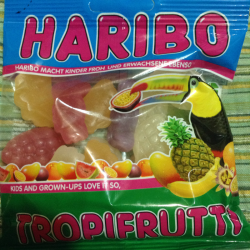 HARIBO
HARIBO MACHT KINDER FROH UND ERWACHSENE EBENSO
KIDS AND GROWN-UPS LOVE IT SO,
TROPIFRUTTI